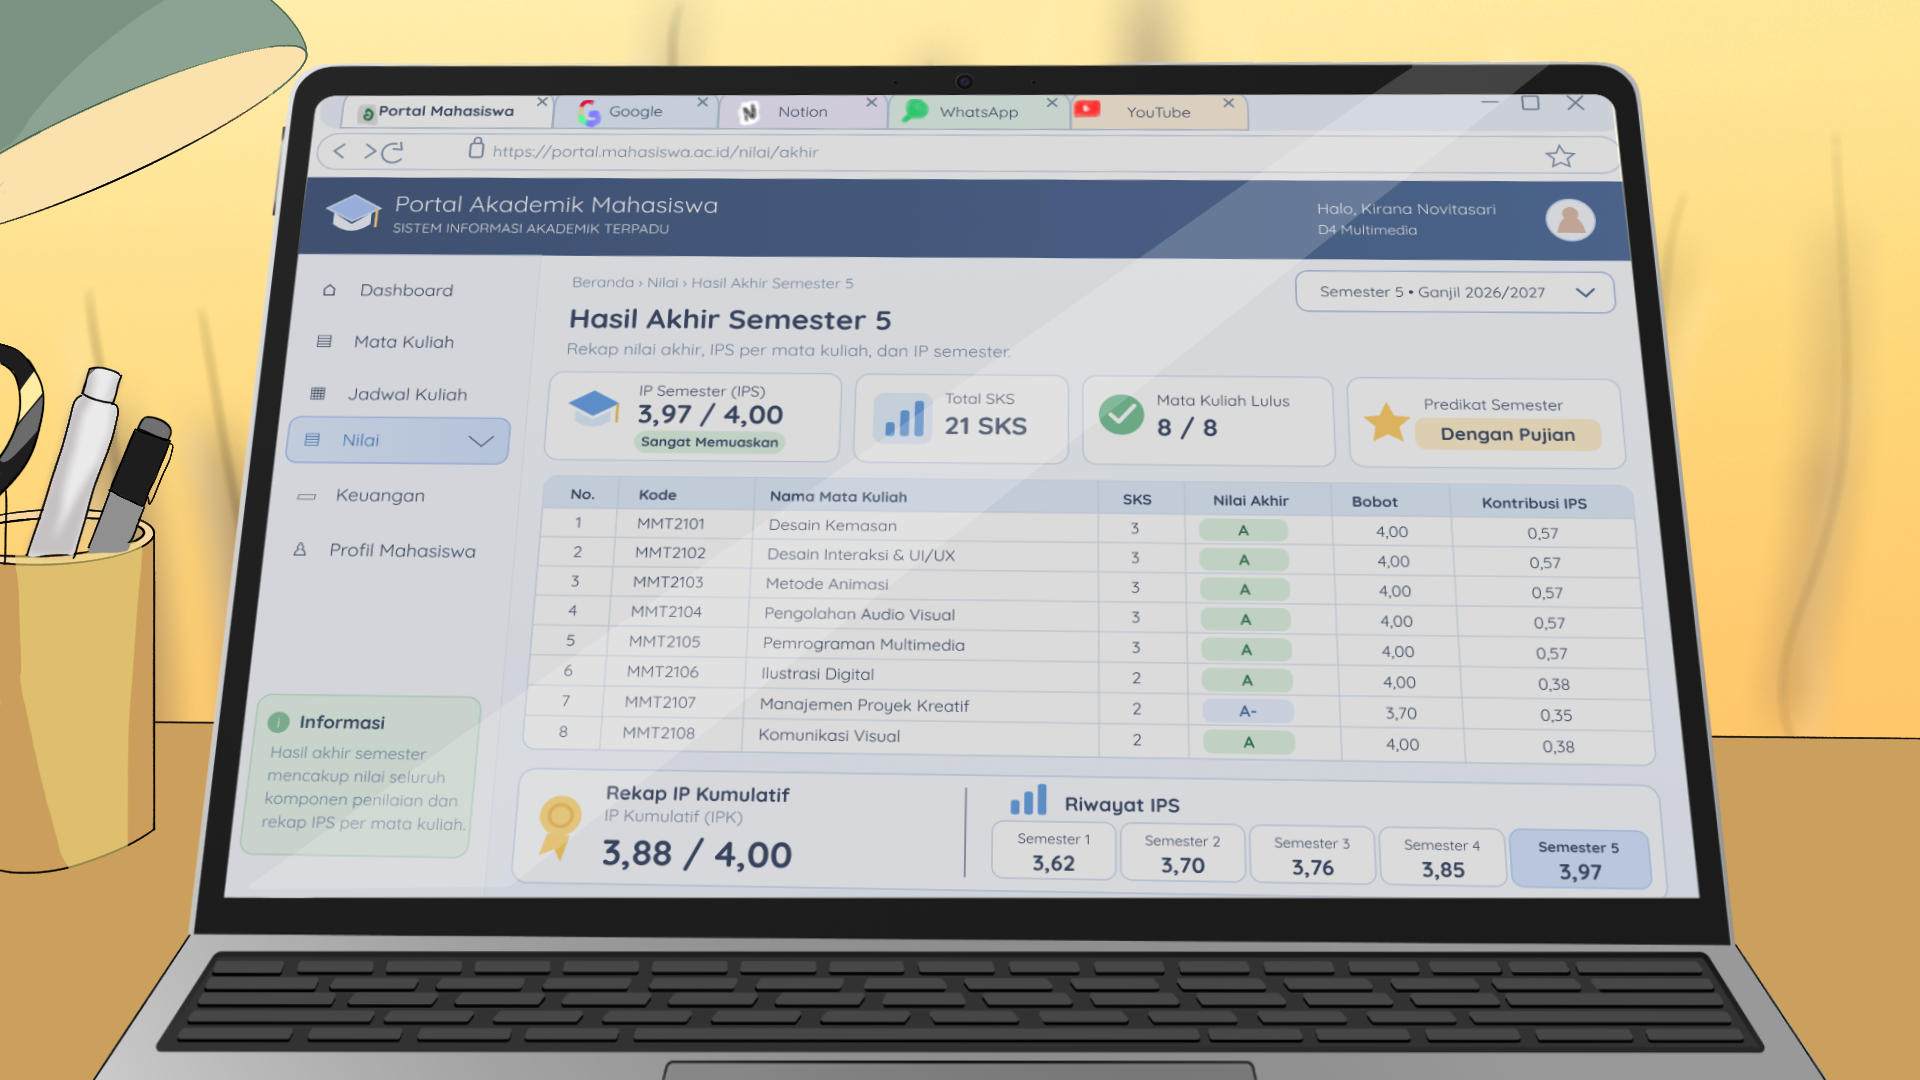 Portal Mahasiswa Google Notion WhatsApp YouTube
https://portal.mahasiswa.ac.id/nilai/akhir
Portal Akademik Mahasiswa
SISTEM INFORMASI AKADEMIK TERPADU
Halo, Kirana Novitasari
D4 Multimedia
Dashboard
Mata Kuliah
Jadwal Kuliah
Nilai
Keuangan
Profil Mahasiswa
Informasi
Hasil akhir semester
mencakup nilai seluruh
komponen penilaian dan
rekap IPS per mata kuliah.
Beranda › Nilai › Hasil Akhir Semester 5
Semester 5 • Ganjil 2026/2027
Hasil Akhir Semester 5
Rekap nilai akhir, IPS per mata kuliah, dan IP semester.
IP Semester (IPS)
3,97 / 4,00
Sangat Memuaskan
Total SKS
21 SKS
Mata Kuliah Lulus
8 / 8
Predikat Semester
Dengan Pujian
No. Kode Nama Mata Kuliah SKS Nilai Akhir Bobot Kontribusi IPS
1 MMT2101 Desain Kemasan 3 A 4,00 0,57
2 MMT2102 Desain Interaksi & UI/UX 3 A 4,00 0,57
3 MMT2103 Metode Animasi 3 A 4,00 0,57
4 MMT2104 Pengolahan Audio Visual 3 A 4,00 0,57
5 MMT2105 Pemrograman Multimedia 3 A 4,00 0,57
6 MMT2106 Ilustrasi Digital 2 A 4,00 0,38
7 MMT2107 Manajemen Proyek Kreatif 2 A- 3,70 0,35
8 MMT2108 Komunikasi Visual 2 A 4,00 0,38
Rekap IP Kumulatif
IP Kumulatif (IPK)
3,88 / 4,00
Riwayat IPS
Semester 1 Semester 2 Semester 3 Semester 4 Semester 5
3,62 3,70 3,76 3,85 3,97